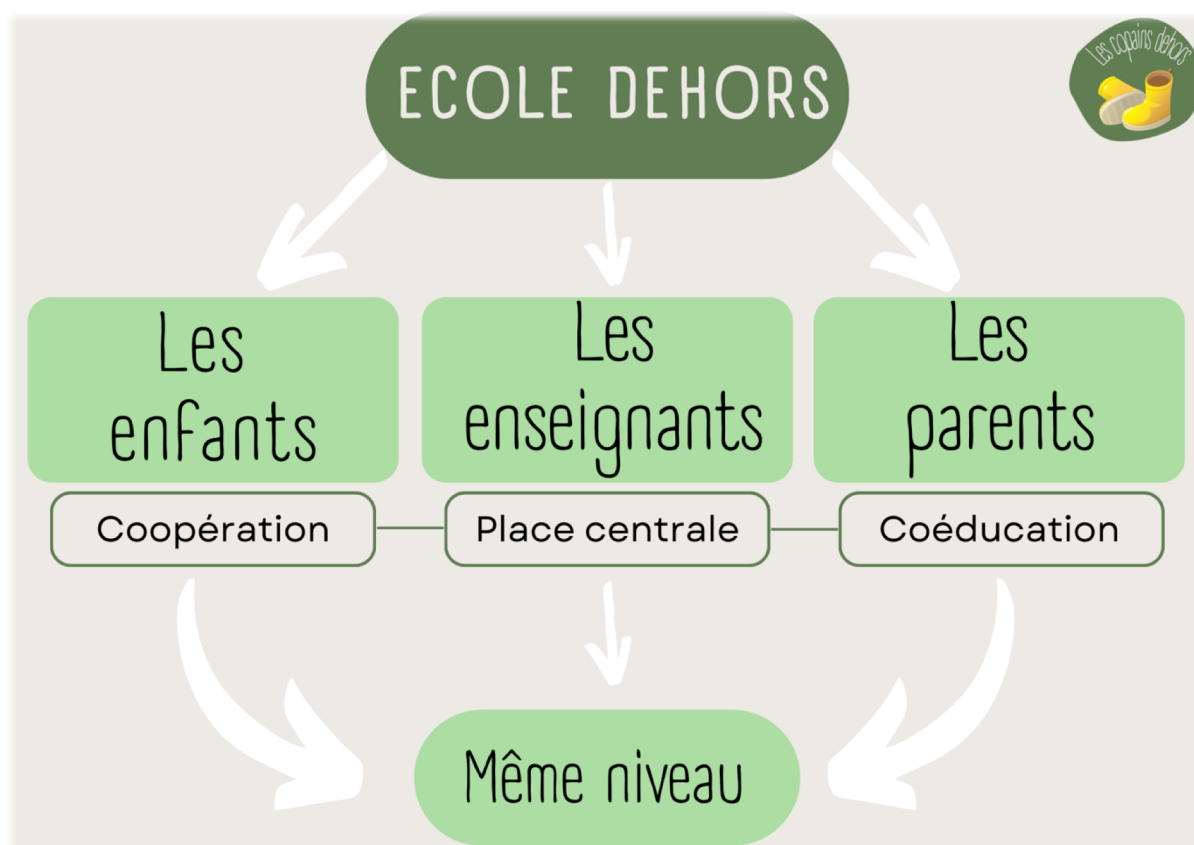 ECOLE DEHORS
Les copains dehors
Les
enfants
Les
enseignants
Les
parents
Coopération
Place centrale
Coéducation
Même niveau